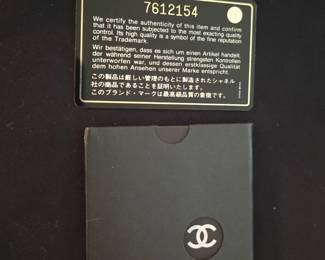 7612154
We certify the authenticity of this item and confirm
that it has been subjected to the most exacting quality
control. Its high quality is a symbol of the fine reputation
of the Trademark.
Wir bestätigen, dass es sich um einen Artikel handelt,
der während seiner Herstellung strengsten Kontrollen
unterworfen war, und dessen erstklassige Qualität
dem hohen Ansehen unserer Marke entspricht.
この製品は厳しい管理のもとに製造されたシャネル
社の商品であることを証明します。
このブランド・マークは最高級品質の象徴です。